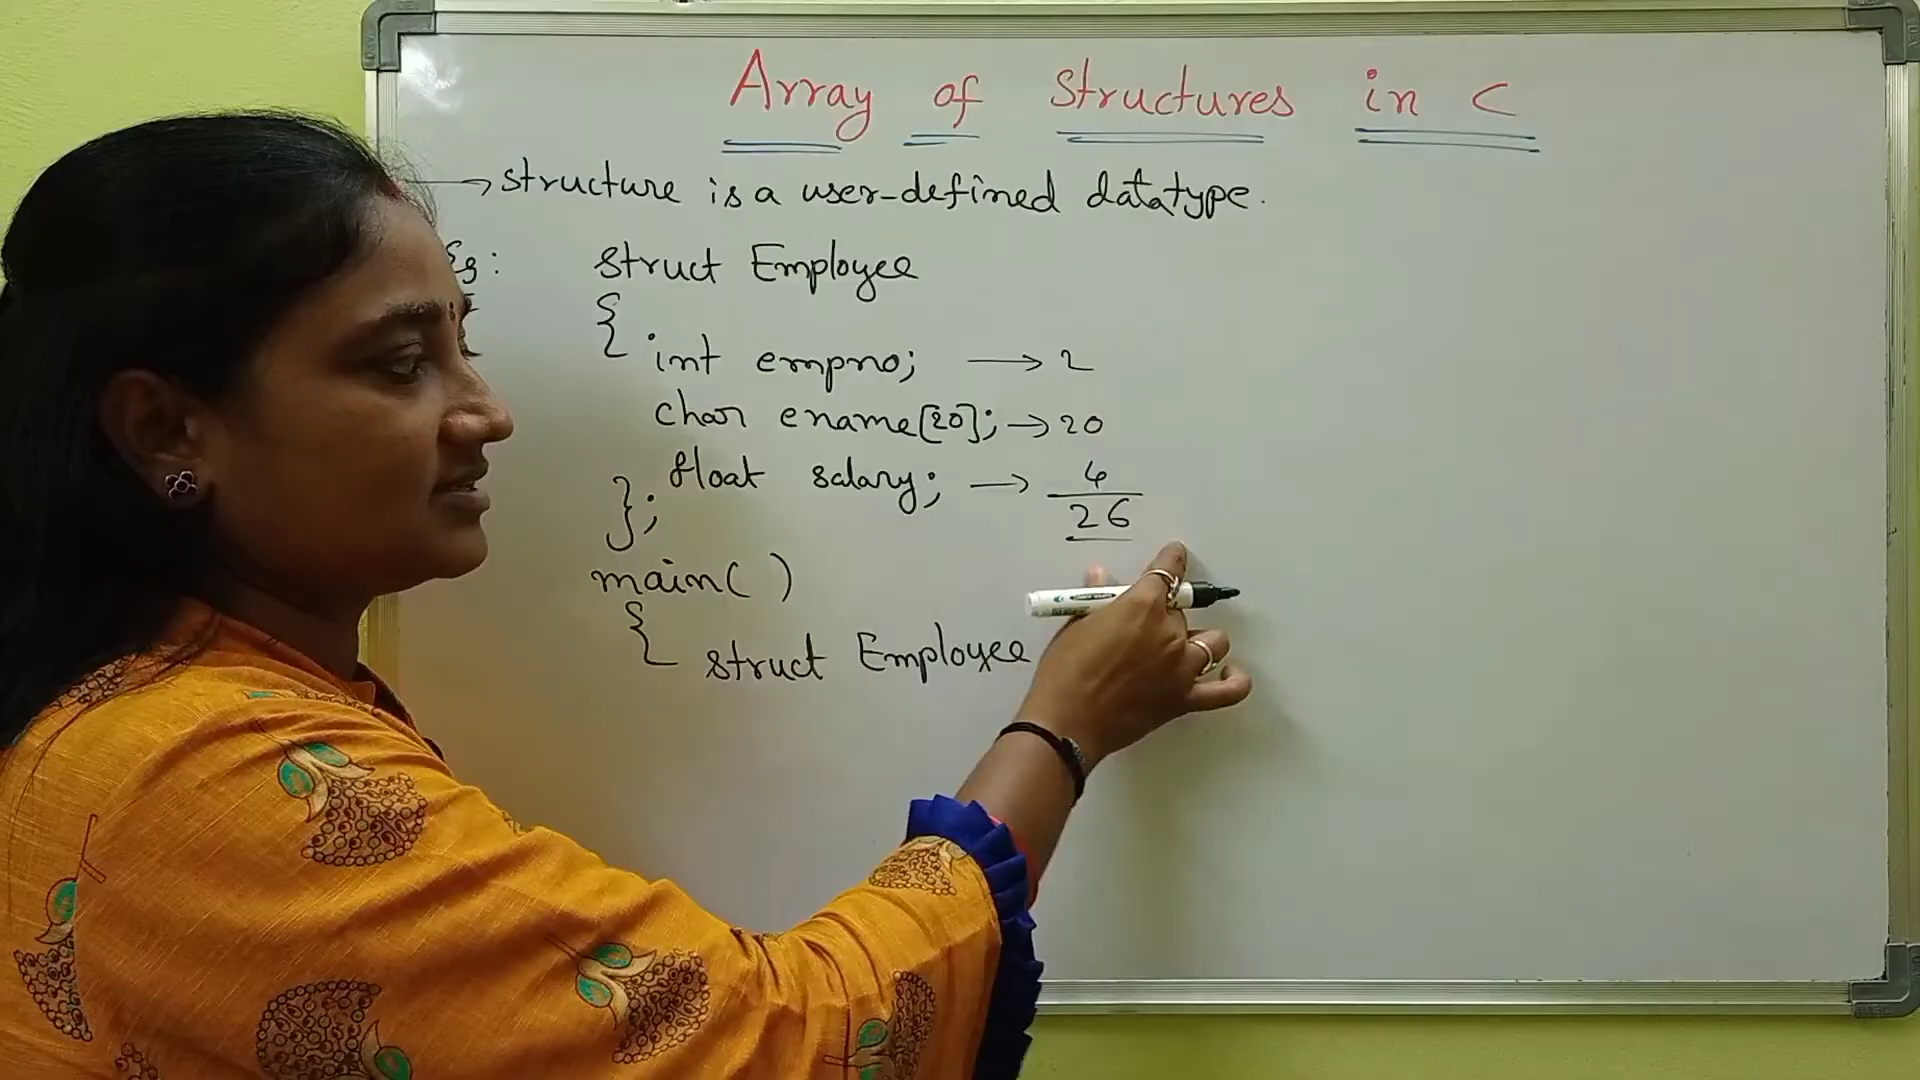 Array of Structures in C
→ structure is a user-defined datatype.
Eg: struct Employee
{
int empno; → 2
char ename[20]; → 20
float salary; → 4
}; 26
main( )
{ struct Employee